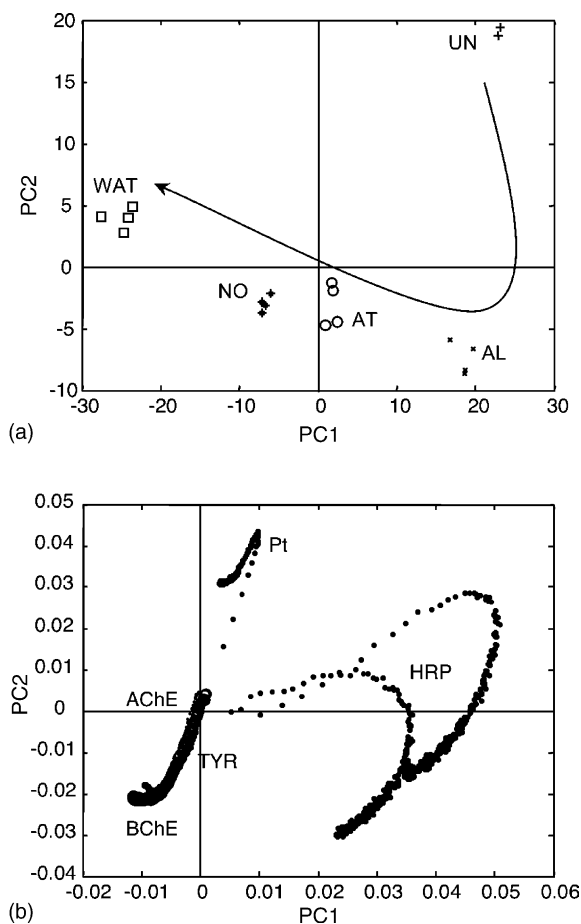 20
UN
15
10
PC2
WAT
5
0
NO
AT
-5
AL
-10
-30
-20
-10
0
10
20
30
(a)
PC1
0.05
0.04
Pt
0.03
0.02
PC2
0.01
HRP
AChE
0
-0.01
TYR
-0.02
BChE
-0.03
-0.04
-0.02
-0.01
0
0.01
0.02
0.03
0.04
0.05
0.06
(b)
PC1